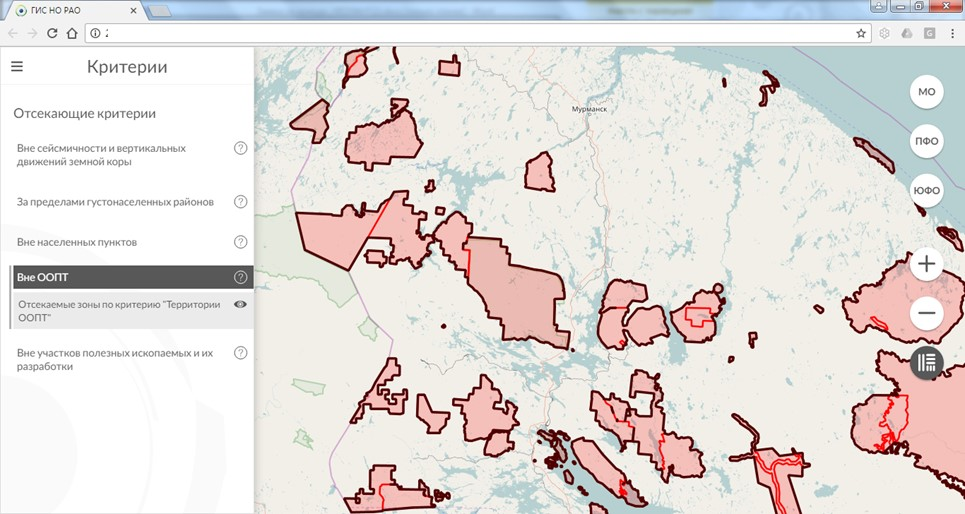 ГИС НО РАО
Критерии
Отсекающие критерии
Вне сейсмичности и вертикальных
движений земной коры
За пределами густонаселенных районов
Вне населенных пунктов
Вне ООПТ
Отсекаемые зоны по критерию "Территории
ООПТ"
Вне участков полезных ископаемых и их
разработки
Мурманск
МО
ПФО
ЮФО